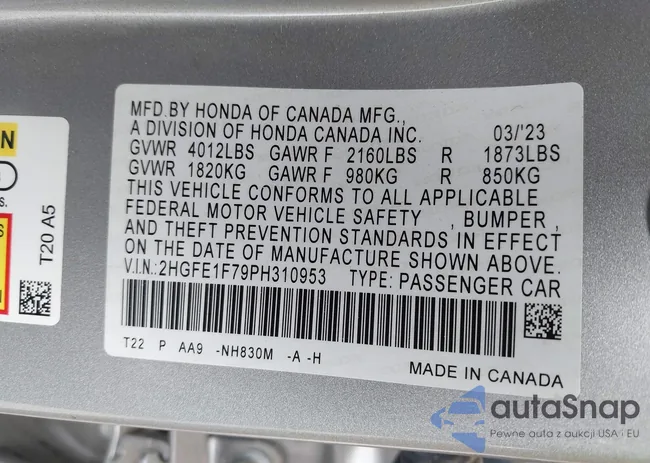 MFD.BY HONDA OF CANADA MFG.,
A DIVISION OF HONDA CANADA INC. 03/'23
GVWR 4012LBS GAWR F 2160LBS R 1873LBS
GVWR 1820KG GAWR F 980KG R 850KG
THIS VEHICLE CONFORMS TO ALL APPLICABLE
FEDERAL MOTOR VEHICLE SAFETY , BUMPER ,
AND THEFT PREVENTION STANDARDS IN EFFECT
ON THE DATE OF MANUFACTURE SHOWN ABOVE.
V.I.N.: 2HGFE1F79PH310953 TYPE: PASSENGER CAR
T22 P AA9 -NH830M -A -H
MADE IN CANADA
T20 A5
autaSnap
Pewne auta z aukcji USA i EU